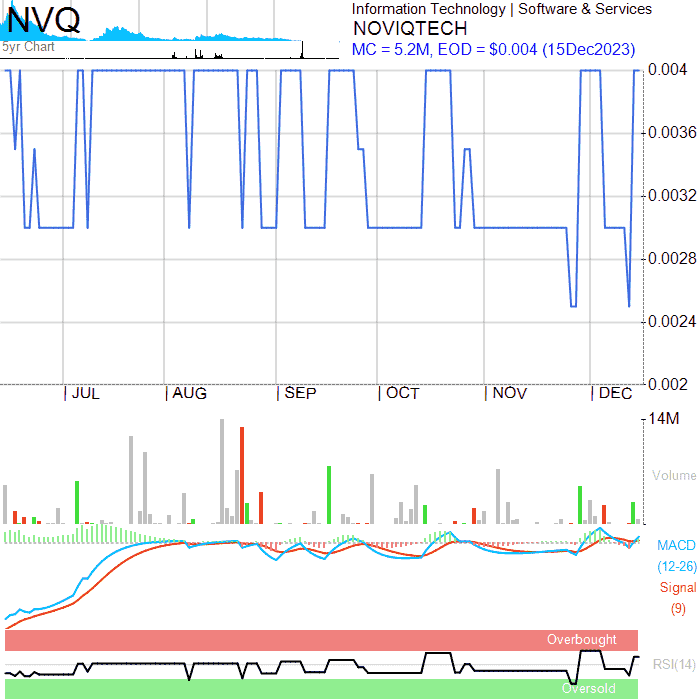 NVQ
5yr Chart
Information Technology | Software & Services
NOVIQTECH
MC = 5.2M, EOD = $0.004 (15Dec2023)
0.004
0.0036
0.0032
0.0028
0.0024
0.002
JUL
AUG
SEP
OCT
NOV
DEC
14M
Volume
MACD
(12-26)
Signal
(9)
Overbought
RSI(14)
Oversold